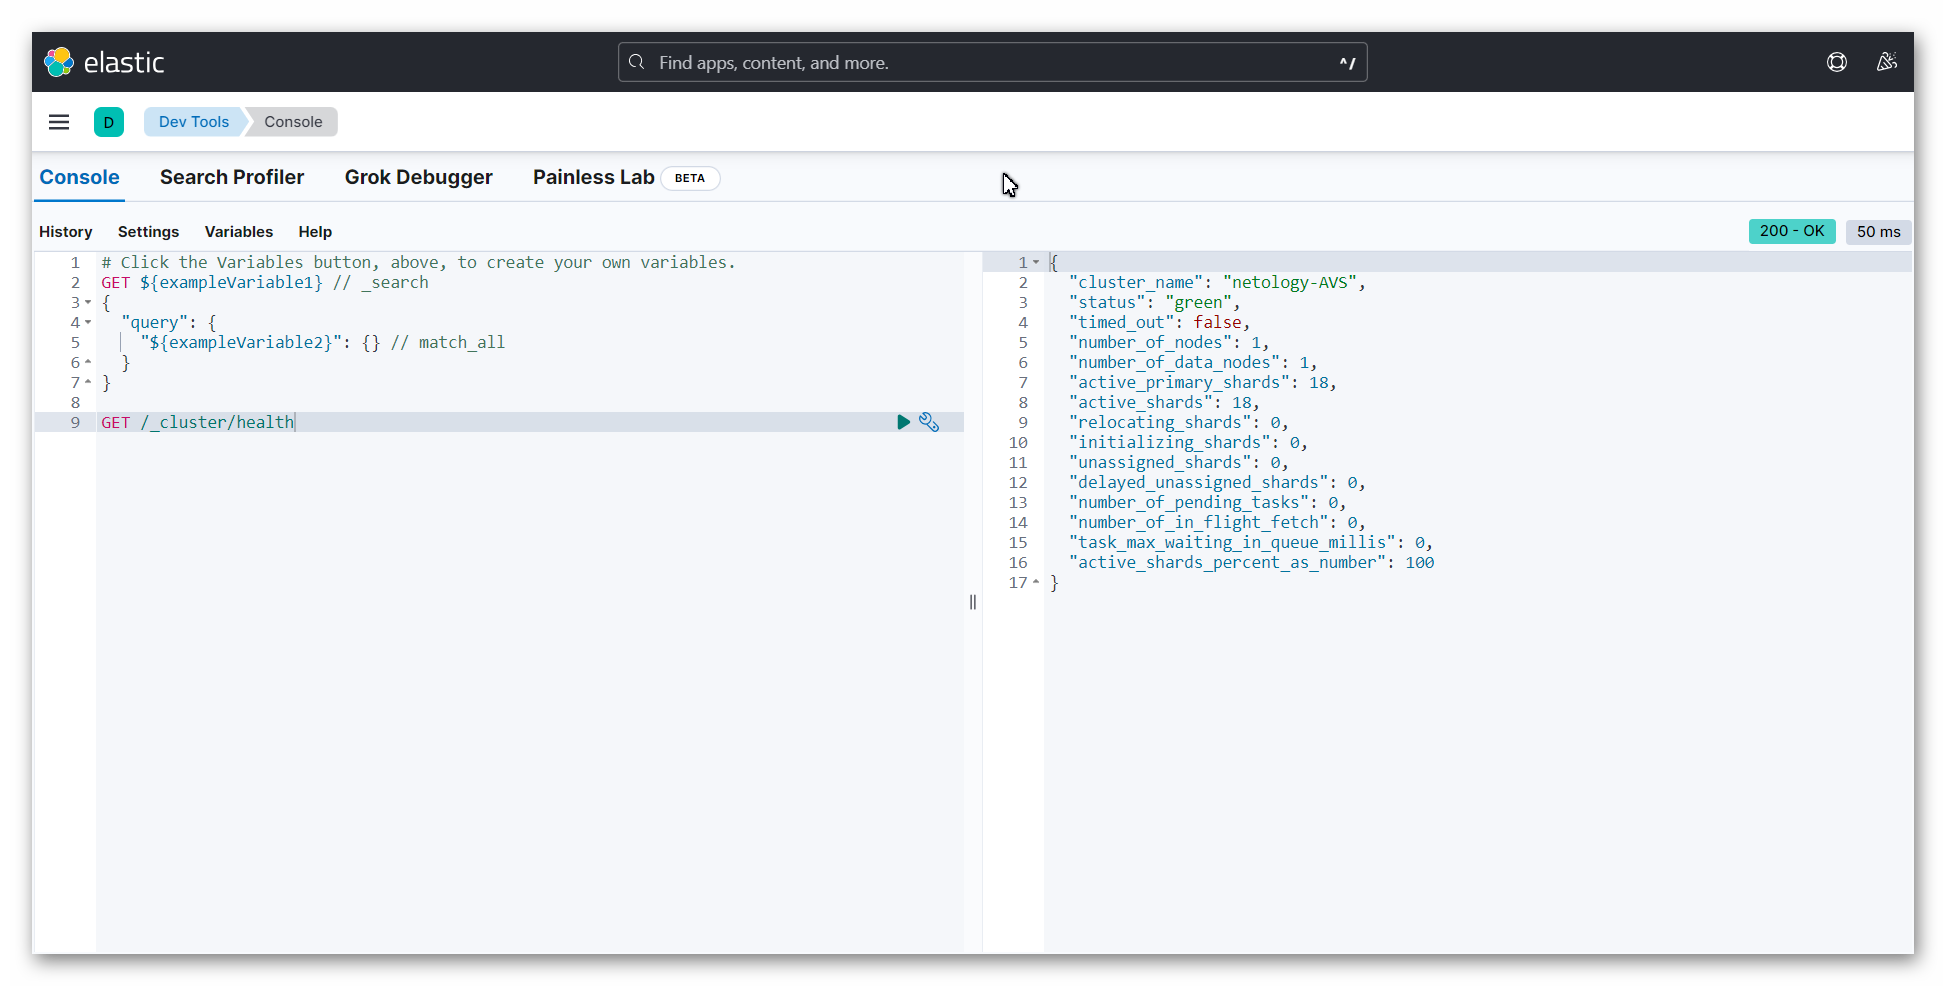 elastic
Find apps, content, and more.
^/
D
Dev Tools
Console
Console
Search Profiler
Grok Debugger
Painless Lab
BETA
History
Settings
Variables
Help
200 - OK
50 ms
1 # Click the Variables button, above, to create your own variables.
2 GET ${exampleVariable1} // _search
3 {
4 "query": {
5 "${exampleVariable2}": {} // match_all
6 }
7 }
8
9 GET /_cluster/health
1 {
2 "cluster_name": "netology-AVS",
3 "status": "green",
4 "timed_out": false,
5 "number_of_nodes": 1,
6 "number_of_data_nodes": 1,
7 "active_primary_shards": 18,
8 "active_shards": 18,
9 "relocating_shards": 0,
10 "initializing_shards": 0,
11 "unassigned_shards": 0,
12 "delayed_unassigned_shards": 0,
13 "number_of_pending_tasks": 0,
14 "number_of_in_flight_fetch": 0,
15 "task_max_waiting_in_queue_millis": 0,
16 "active_shards_percent_as_number": 100
17 }